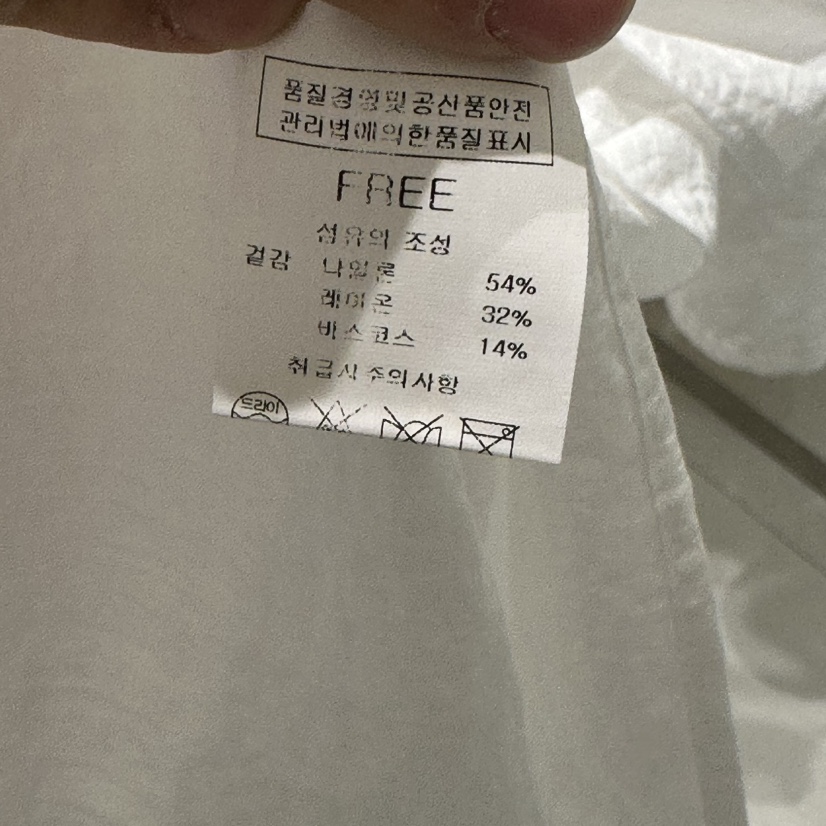 품질경영및공산품안전
관리법에의한품질표시
FREE
섬유의 조성
겉감 나일론 54%
레이온 32%
비스코스 14%
취급시주의사항
드라이